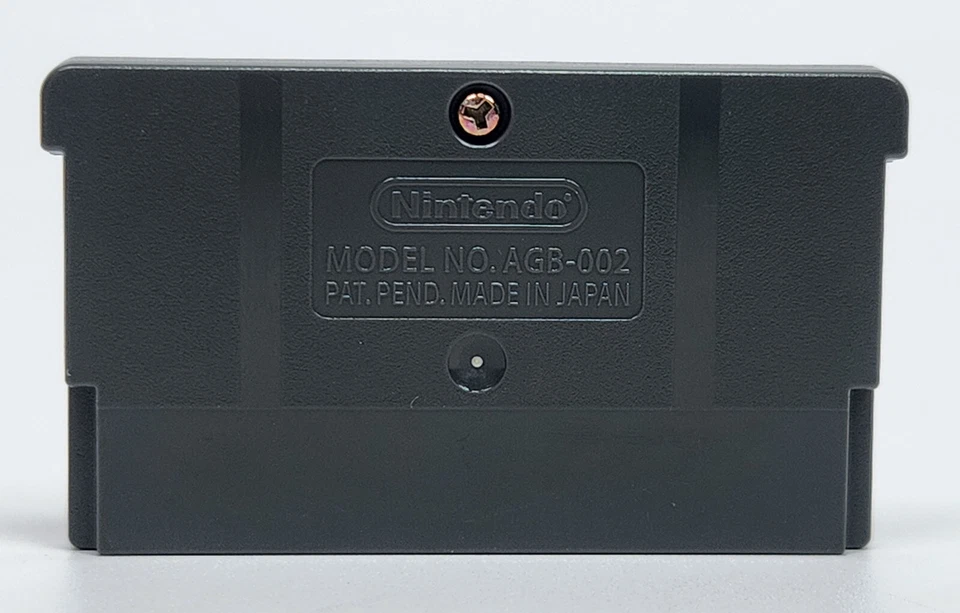 Nintendo®
MODEL NO. AGB-002
PAT. PEND. MADE IN JAPAN